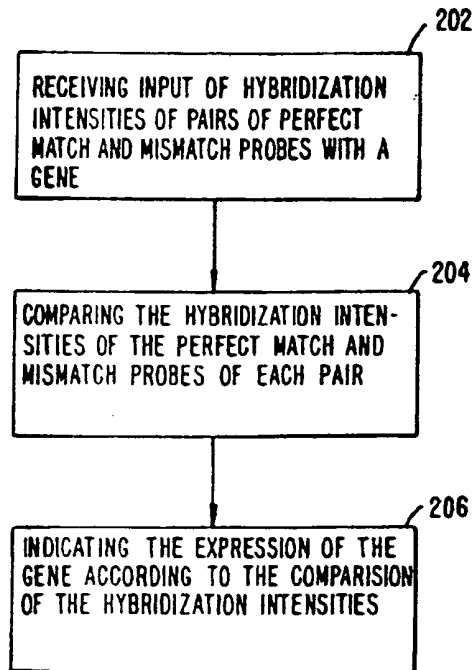 202
RECEIVING INPUT OF HYBRIDIZATION
INTENSITIES OF PAIRS OF PERFECT
MATCH AND MISMATCH PROBES WITH A
GENE
204
COMPARING THE HYBRIDIZATION INTEN-
SITIES OF THE PERFECT MATCH AND
MISMATCH PROBES OF EACH PAIR
206
INDICATING THE EXPRESSION OF THE
GENE ACCORDING TO THE COMPARISION
OF THE HYBRIDIZATION INTENSITIES